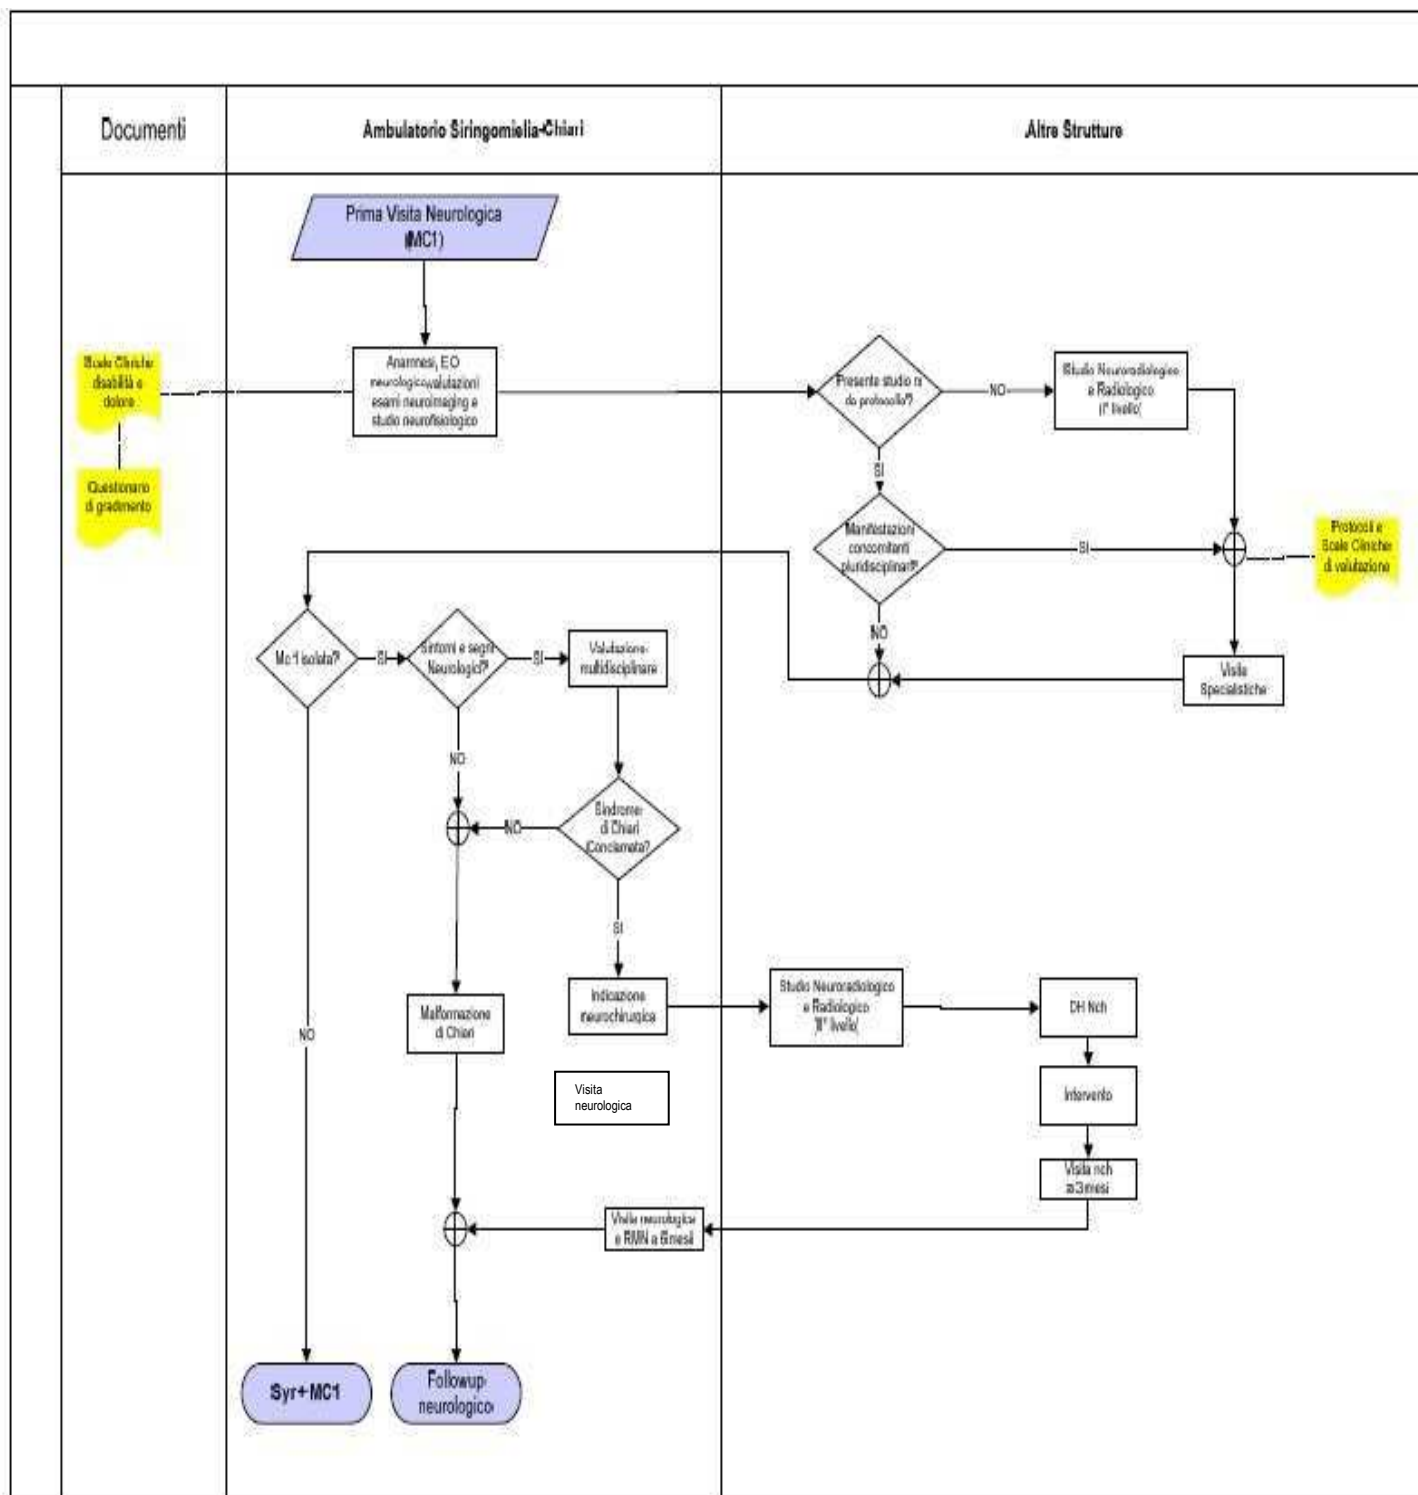 Documenti
Ambulatorio Siringomielia-Chiari
Altre Strutture
Prima Visita Neurologica
(MC1)
Scale Cliniche
disabilità e
dolore
Questionario
di gradimento
Anamnesi, E.O
neurologico,valutazioni
esami neuroimaging e
studio neurofisiologico
Presente studio rx
da protocollo?
NO
Studio Neuroradiologico
e Radiologico
(I° livello)
SI
Manifestazioni
concomitanti
pluridisciplinari?
SI
Protocolli e
Scale Cliniche
di valutazione
NO
Visite
Specialistiche
Mc 1 isolata?
SI
Sintomi e segni
Neurologici?
SI
Valutazione
multidisciplinare
NO
Sindrome
di Chiari
Conclamata?
NO
SI
NO
Malformazione
di Chiari
Indicazione
neurochirurgica
Studio Neuroradiologico
e Radiologico
(II° livello)
DH Nch
Visita
neurologica
Intervento
Visita nch
a 3 mesi
Visite neurologica
e RMN a 6mesi
Syr+MC1
Followup
neurologico